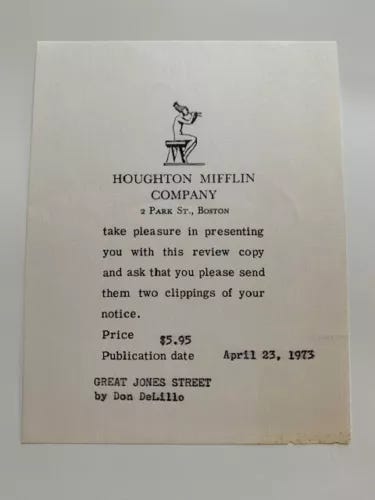 HOUGHTON MIFFLIN
COMPANY
2 PARK ST., BOSTON
take pleasure in presenting
you with this review copy
and ask that you please send
them two clippings of your
notice.
Price $5.95
Publication date April 23, 1973
GREAT JONES STREET
by Don DeLillo